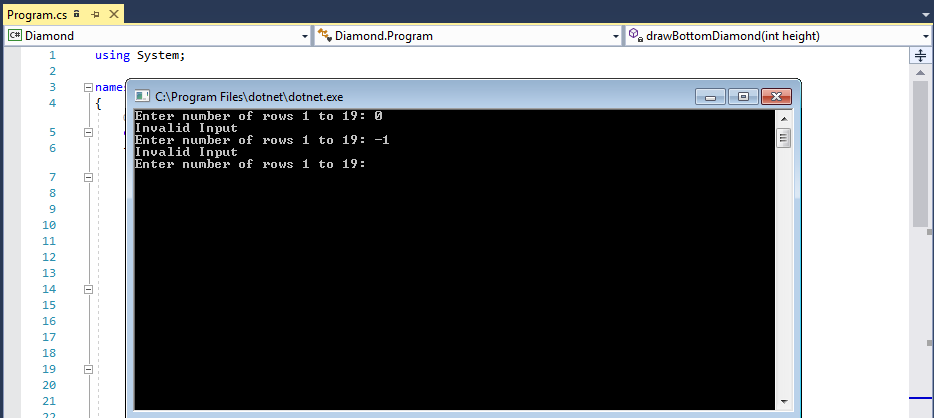 Program.cs
Diamond
Diamond.Program
drawBottomDiamond(int height)
1 using System;
2
3
4 {
5
6
7
8
9
10
11
12
13
14
15
16
17
18
19
20
21
C:\Program Files\dotnet\dotnet.exe
Enter number of rows 1 to 19: 0
Invalid Input
Enter number of rows 1 to 19: -1
Invalid Input
Enter number of rows 1 to 19: